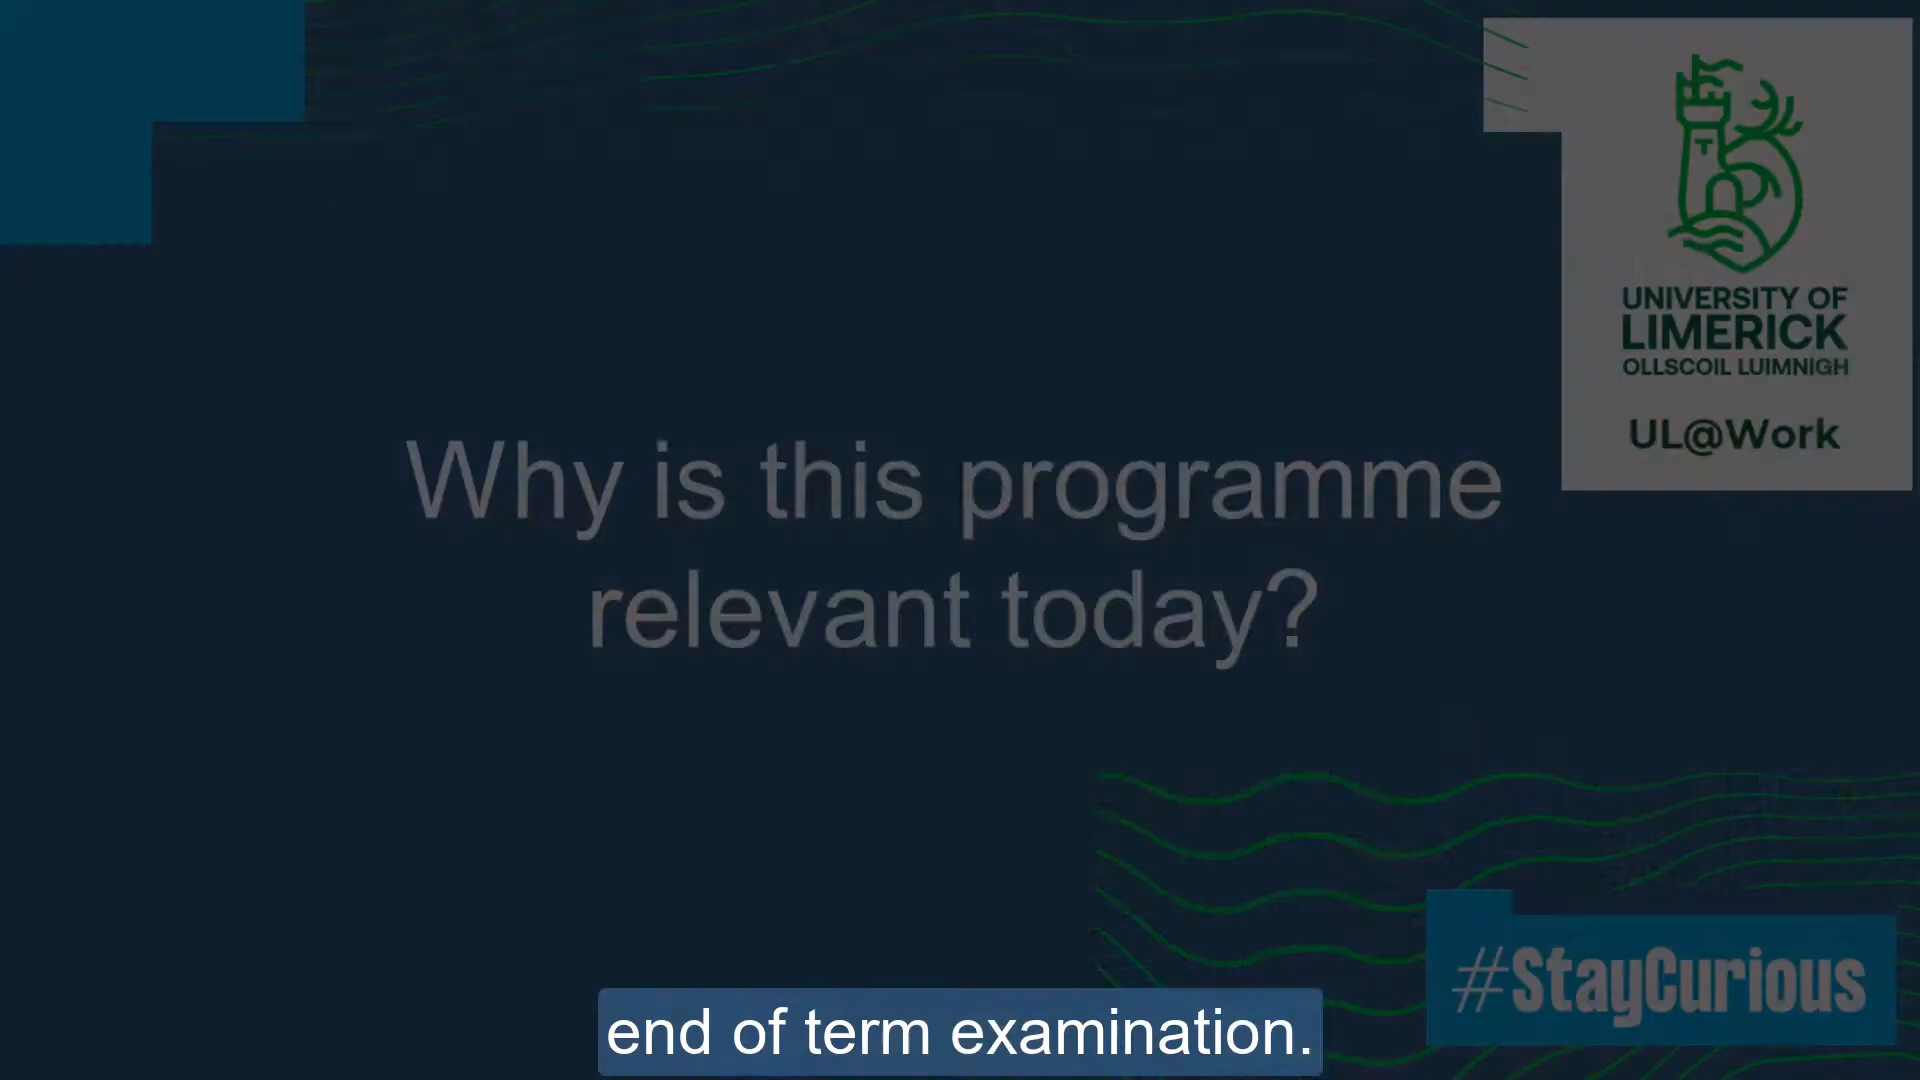 UNIVERSITY OF
LIMERICK
OLLSCOIL LUIMNIGH
UL@Work
Why is this programme
relevant today?
#StayCurious
end of term examination.